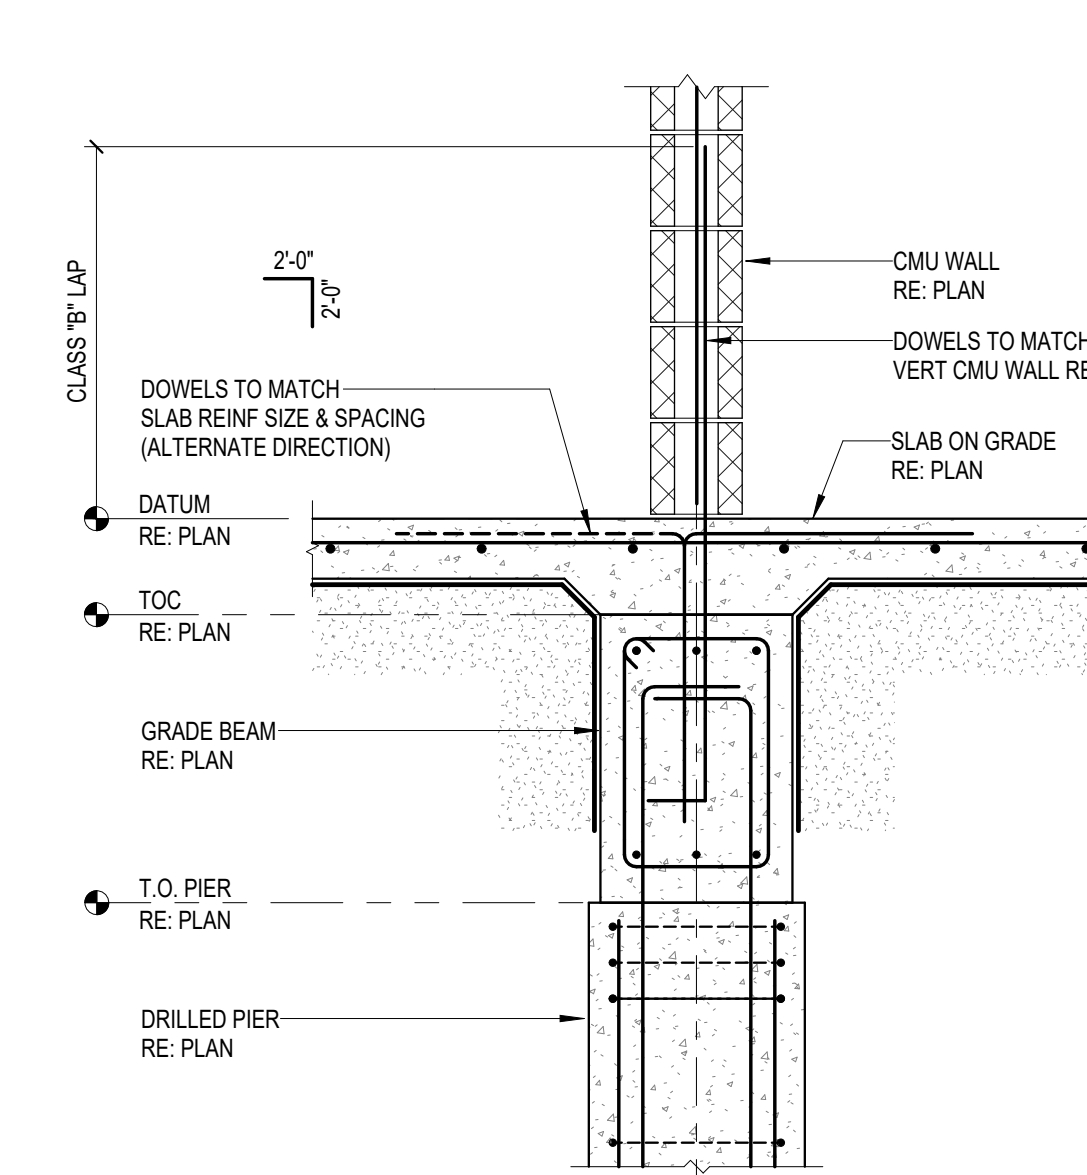 2'-0"
2'-0"
CLASS "B" LAP
CMU WALL
RE: PLAN
DOWELS TO MATCH
VERT CMU WALL RE
DOWELS TO MATCH
SLAB REINF SIZE & SPACING
(ALTERNATE DIRECTION)
SLAB ON GRADE
RE: PLAN
DATUM
RE: PLAN
TOC
RE: PLAN
GRADE BEAM
RE: PLAN
T.O. PIER
RE: PLAN
DRILLED PIER
RE: PLAN